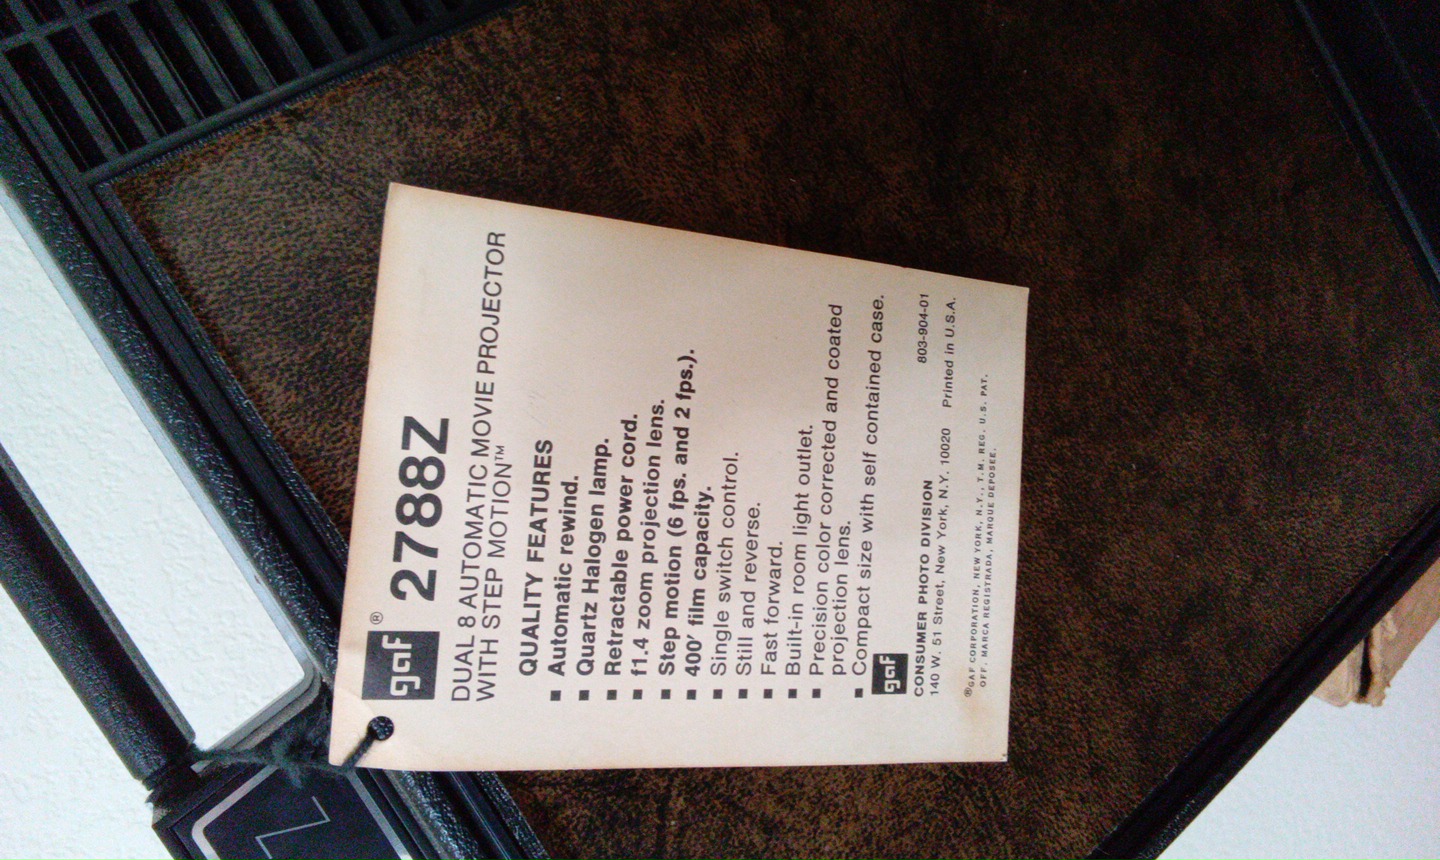 gaf® 2788Z
DUAL 8 AUTOMATIC MOVIE PROJECTOR
WITH STEP MOTION™
QUALITY FEATURES
▪ Automatic rewind.
▪ Quartz Halogen lamp.
▪ Retractable power cord.
▪ f1.4 zoom projection lens.
▪ Step motion (6 fps. and 2 fps.).
▪ 400′ film capacity.
▪ Single switch control.
▪ Still and reverse.
▪ Fast forward.
▪ Built-in room light outlet.
▪ Precision color corrected and coated
projection lens.
▪ Compact size with self contained case.
gaf
CONSUMER PHOTO DIVISION 803-904-01
140 W. 51 Street, New York, N.Y. 10020 Printed in U.S.A.
®GAF CORPORATION, NEW YORK, N.Y., T.M. REG. U.S. PAT.
OFF. MARCA REGISTRADA, MARQUE DEPOSEE.